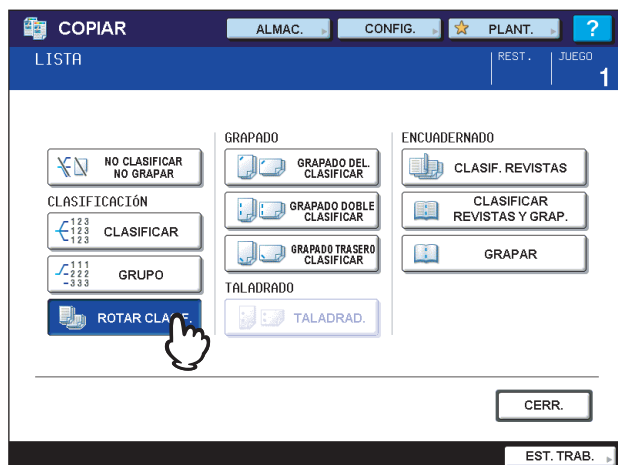 COPIAR
ALMAC.
CONFIG.
PLANT.
?
LISTA
REST.
JUEGO
1
NO CLASIFICAR
NO GRAPAR
CLASIFICACIÓN
123
123
123
CLASIFICAR
111
222
333
GRUPO
ROTAR CLASIF.
GRAPADO
GRAPADO DEL.
CLASIFICAR
GRAPADO DOBLE
CLASIFICAR
GRAPADO TRASERO
CLASIFICAR
TALADRADO
TALADRAD.
ENCUADERNADO
CLASIF. REVISTAS
CLASIFICAR
REVISTAS Y GRAP.
GRAPAR
CERR.
EST. TRAB.